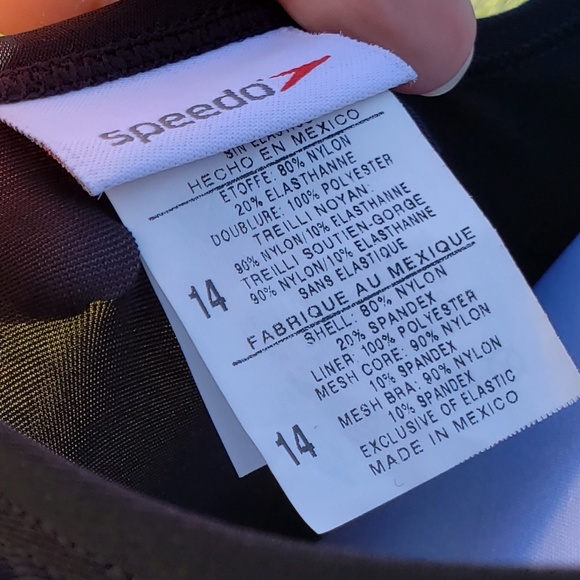 speedo
SIN ELASTICO
HECHO EN MEXICO
ETOFFE: 80% NYLON
20% ELASTHANNE
DOUBLURE: 100% POLYESTER
TREILLI NOYAN:
90% NYLON/10% ELASTHANNE
TREILLI SOUTIEN-GORGE
90% NYLON/10% ELASTHANNE
SANS ELASTIQUE
14
FABRIQUE AU MEXIQUE
SHELL: 80% NYLON
20% SPANDEX
LINER: 100% POLYESTER
MESH CORE: 90% NYLON
10% SPANDEX
MESH BRA: 90% NYLON
10% SPANDEX
EXCLUSIVE OF ELASTIC
14
MADE IN MEXICO